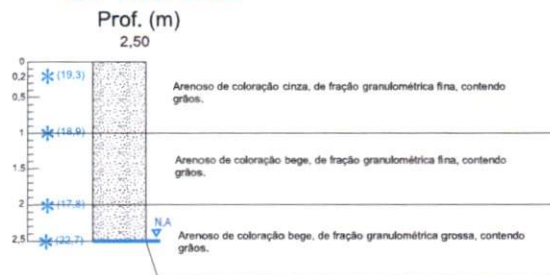 Prof. (m)
2,50
0
0,2
(19,3)
0,5
Arenoso de coloração cinza, de fração granulométrica fina, contendo
grãos.
1
(18,9)
1,5
Arenoso de coloração bege, de fração granulométrica fina, contendo
grãos.
2
(17,8)
N.A
2,5
(22,7)
Arenoso de coloração bege, de fração granulométrica grossa, contendo
grãos.